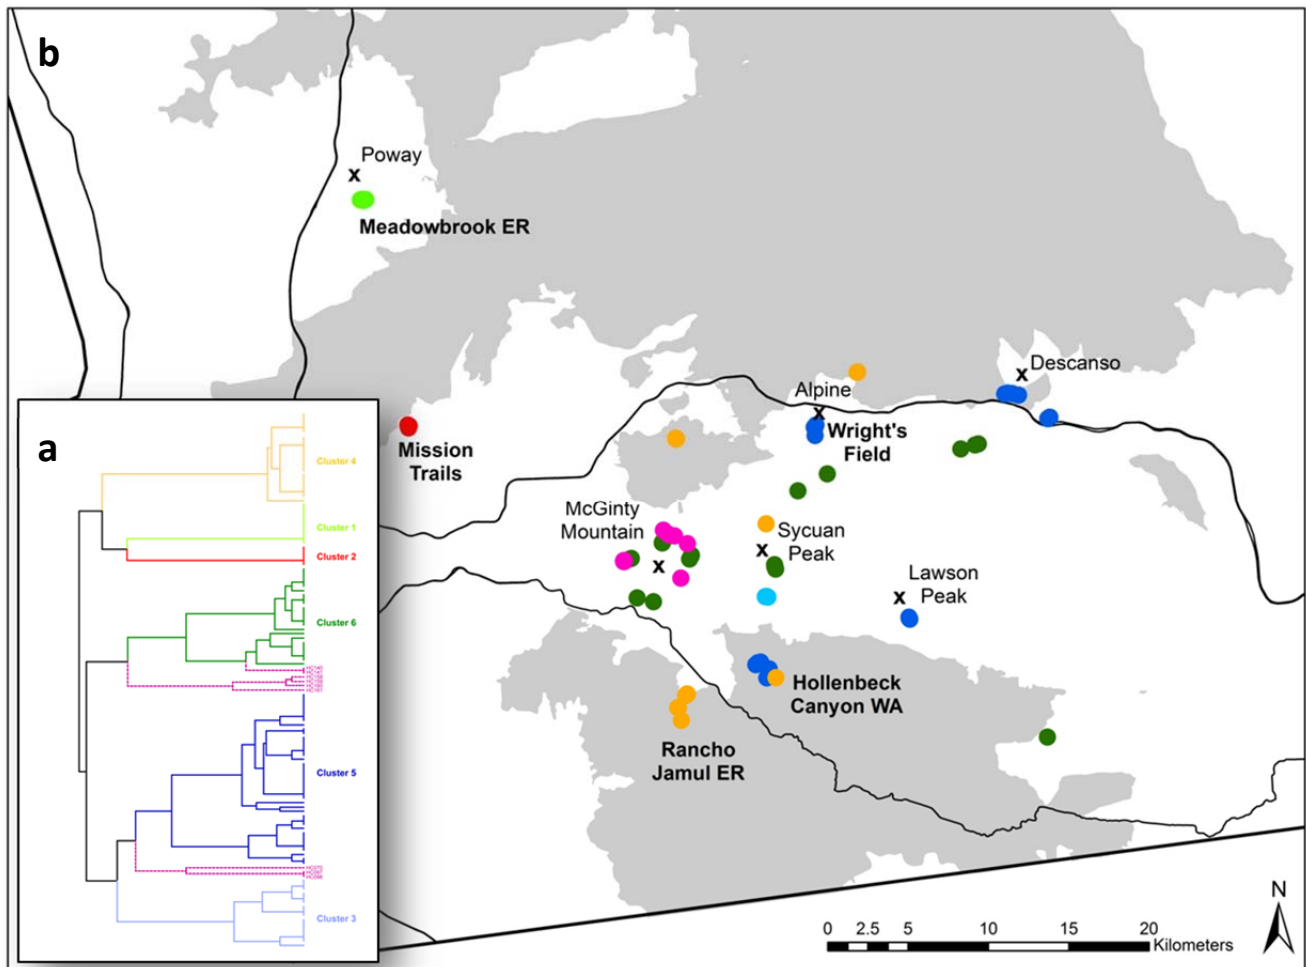 b
Poway
x
Meadowbrook ER
Descanso
x
Alpine
x
Wright's
Field
Mission
Trails
McGinty
Mountain
x
Sycuan
Peak
x
Lawson
Peak
x
Hollenbeck
Canyon WA
Rancho
Jamul ER
N
0 2.5 5 10 15 20
Kilometers
a
Cluster 4
Cluster 1
Cluster 2
Cluster 6
Cluster 5
Cluster 3